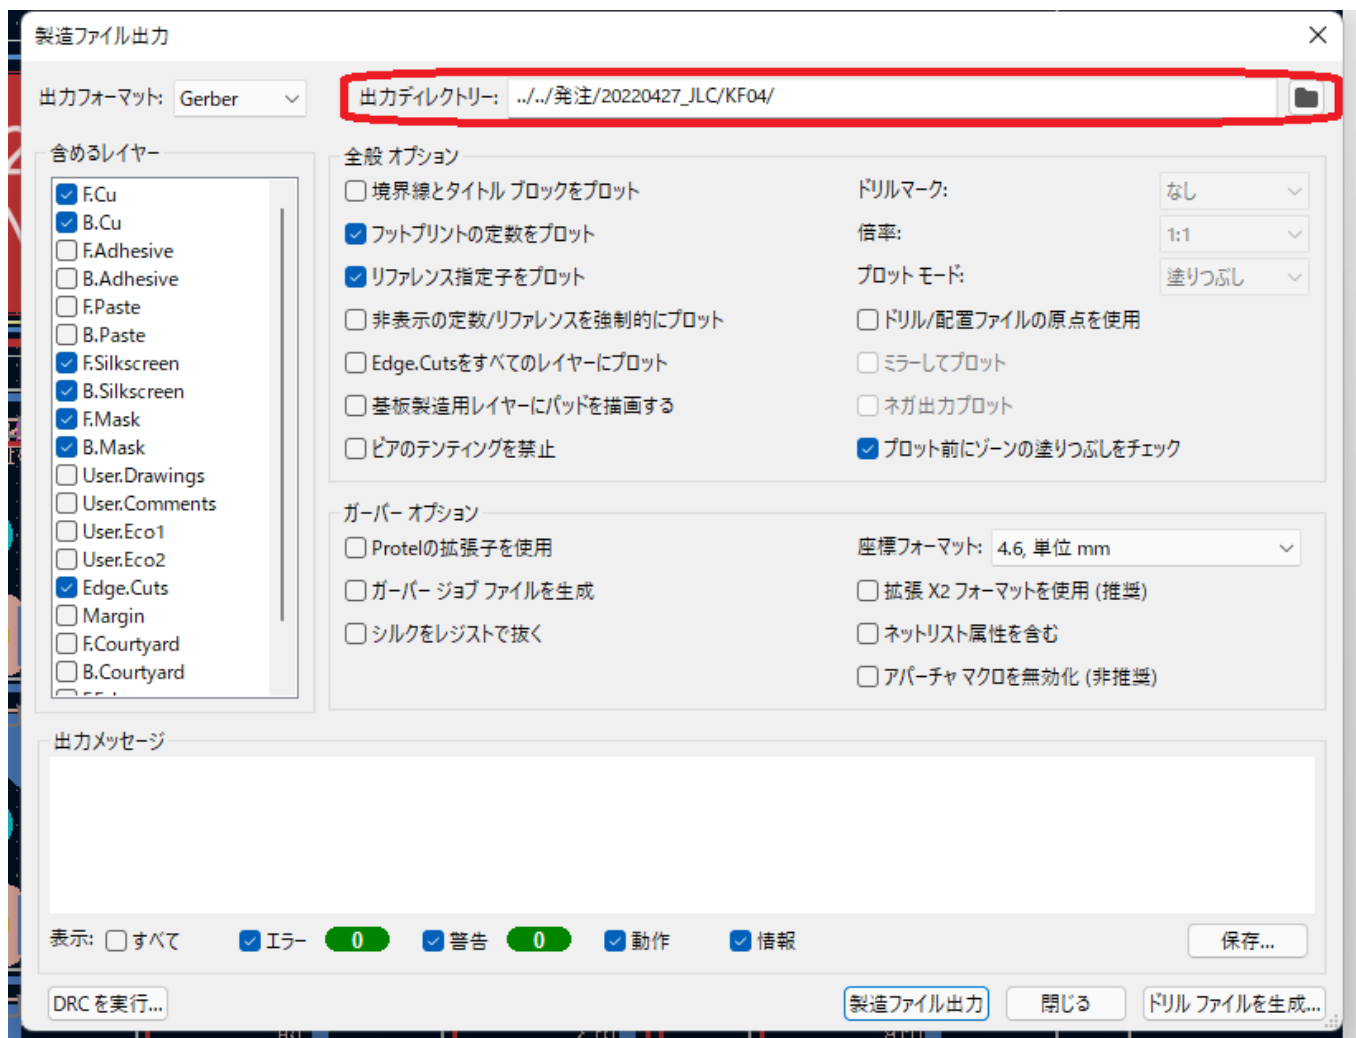 製造ファイル出力
出力フォーマット: Gerber
出力ディレクトリー: ../../発注/20220427_JLC/KF04/
含めるレイヤー
F.Cu
B.Cu
F.Adhesive
B.Adhesive
F.Paste
B.Paste
F.Silkscreen
B.Silkscreen
F.Mask
B.Mask
User.Drawings
User.Comments
User.Eco1
User.Eco2
Edge.Cuts
Margin
F.Courtyard
B.Courtyard
全般 オプション
境界線とタイトル ブロックをプロット
フットプリントの定数をプロット
リファレンス指定子をプロット
非表示の定数/リファレンスを強制的にプロット
Edge.Cutsをすべてのレイヤーにプロット
基板製造用レイヤーにパッドを描画する
ビアのテンティングを禁止
ドリルマーク: なし
倍率: 1:1
プロット モード: 塗りつぶし
ドリル/配置ファイルの原点を使用
ミラーしてプロット
ネガ出力プロット
プロット前にゾーンの塗りつぶしをチェック
ガーバー オプション
Protelの拡張子を使用
ガーバー ジョブ ファイルを生成
シルクをレジストで抜く
座標フォーマット: 4.6, 単位 mm
拡張 X2 フォーマットを使用 (推奨)
ネットリスト属性を含む
アパーチャ マクロを無効化 (非推奨)
出力メッセージ
表示: すべて エラー 0 警告 0 動作 情報 保存...
DRC を実行... 製造ファイル出力 閉じる ドリル ファイルを生成...